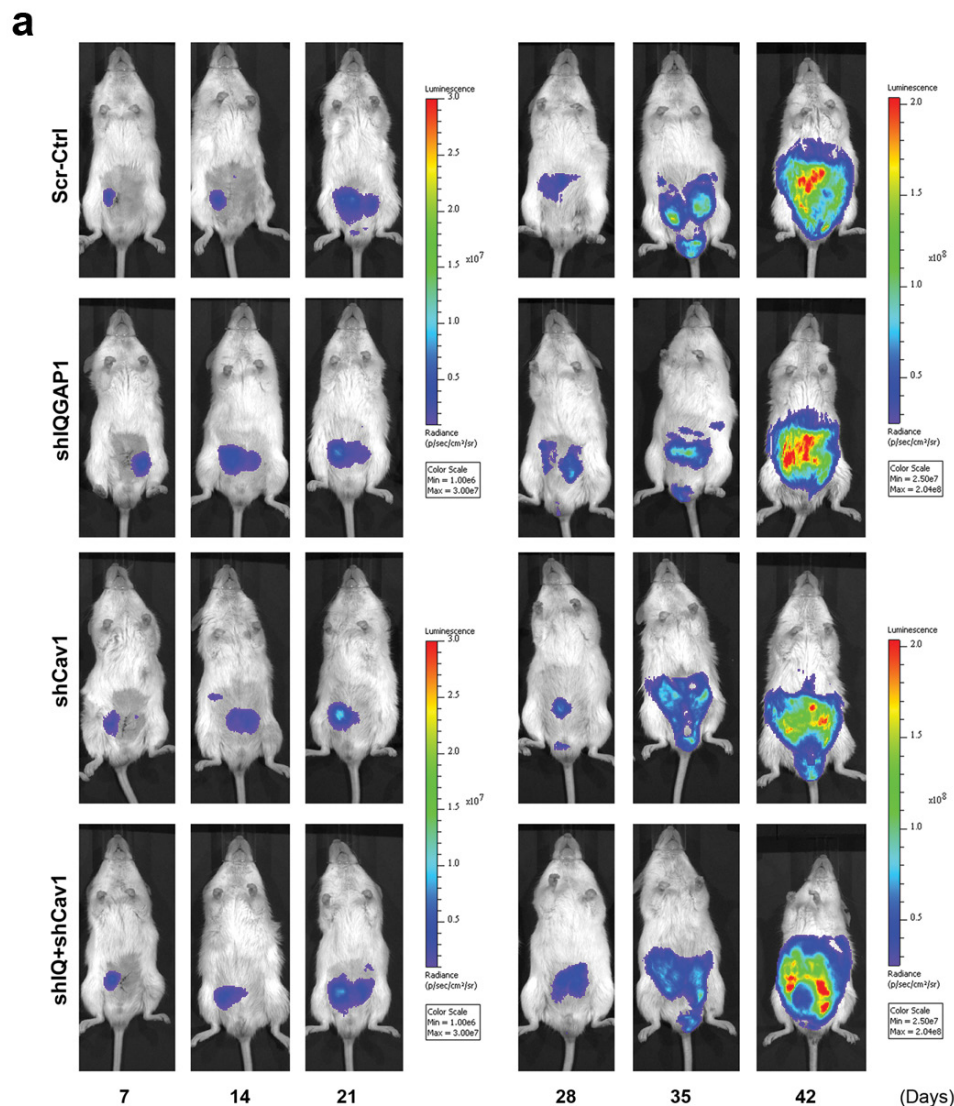 a
Scr-Ctrl
Luminescence
3.0
2.5
2.0
1.5
x10⁷
1.0
0.5
Radiance
(p/sec/cm²/sr)
Color Scale
Min = 1.00e6
Max = 3.00e7
Luminescence
2.0
1.5
x10⁸
1.0
0.5
Radiance
(p/sec/cm²/sr)
Color Scale
Min = 2.50e7
Max = 2.04e8
shIQGAP1
shCav1
Luminescence
3.0
2.5
2.0
1.5
x10⁷
1.0
0.5
Radiance
(p/sec/cm²/sr)
Color Scale
Min = 1.00e6
Max = 3.00e7
Luminescence
2.0
1.5
x10⁸
1.0
0.5
Radiance
(p/sec/cm²/sr)
Color Scale
Min = 2.50e7
Max = 2.04e8
shIQ+shCav1
7 14 21 28 35 42 (Days)